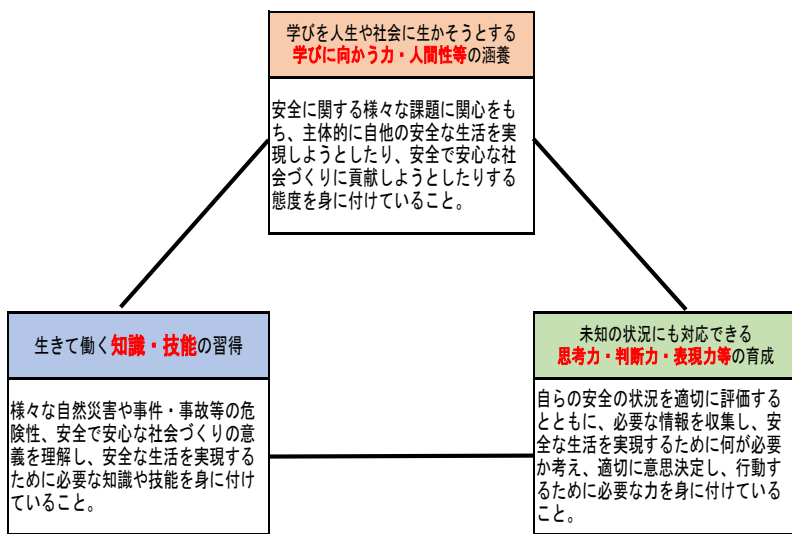 学びを人生や社会に生かそうとする
学びに向かう力・人間性等の涵養
安全に関する様々な課題に関心をも
ち、主体的に自他の安全な生活を実
現しようとしたり、安全で安心な社
会づくりに貢献しようとしたりする
態度を身に付けていること。
生きて働く知識・技能の習得
様々な自然災害や事件・事故等の危
険性、安全で安心な社会づくりの意
義を理解し、安全な生活を実現する
ために必要な知識や技能を身に付け
ていること。
未知の状況にも対応できる
思考力・判断力・表現力等の育成
自らの安全の状況を適切に評価する
とともに、必要な情報を収集し、安
全な生活を実現するために何が必要
か考え、適切に意思決定し、行動す
るために必要な力を身に付けている
こと。